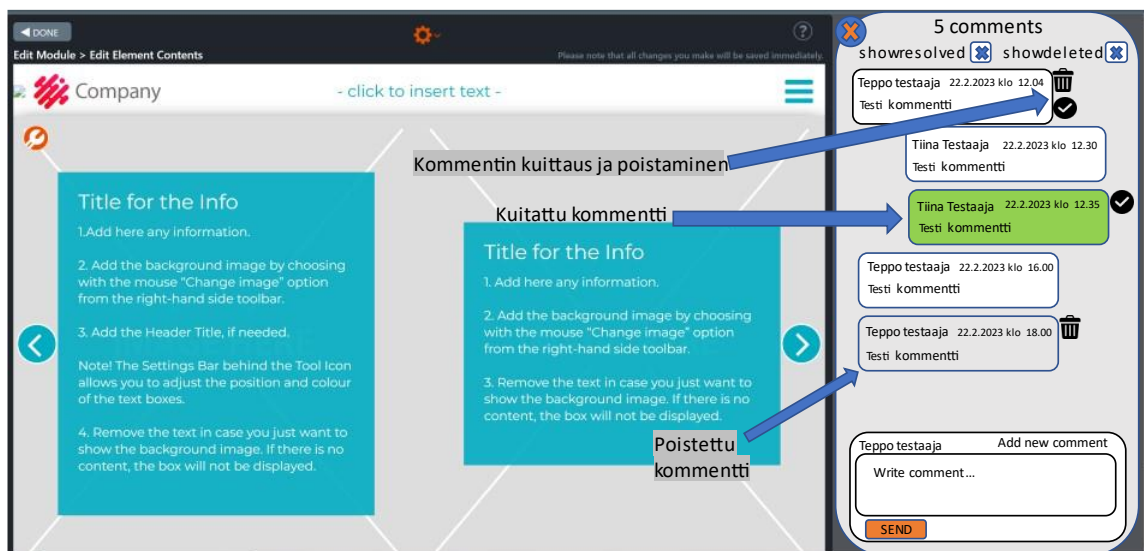 DONE
Edit Module > Edit Element Contents
?
Please note that all changes you make will be saved immediately.
Company
- click to insert text -
Title for the Info
1.Add here any information.
2. Add the background image by choosing
with the mouse "Change image" option
from the right-hand side toolbar.
3. Add the Header Title, if needed.
Note! The Settings Bar behind the Tool Icon
allows you to adjust the position and colour
of the text boxes.
4. Remove the text in case you just want to
show the background image. If there is no
content, the box will not be displayed.
Title for the Info
1. Add here any information.
2. Add the background image by choosing
with the mouse "Change image" option
from the right-hand side toolbar.
3. Remove the text in case you just want to
show the background image. If there is no
content, the box will not be displayed.
Kommentin kuittaus ja poistaminen
Kuitattu kommentti
Poistettu
kommentti
5 comments
showresolved showdeleted
Teppo testaaja 22.2.2023 klo 12.04
Testi kommentti
Tiina Testaaja 22.2.2023 klo 12.30
Testi kommentti
Tiina Testaaja 22.2.2023 klo 12.35
Testi kommentti
Teppo testaaja 22.2.2023 klo 16.00
Testi kommentti
Teppo testaaja 22.2.2023 klo 18.00
Testi kommentti
Teppo testaaja Add new comment
Write comment...
SEND